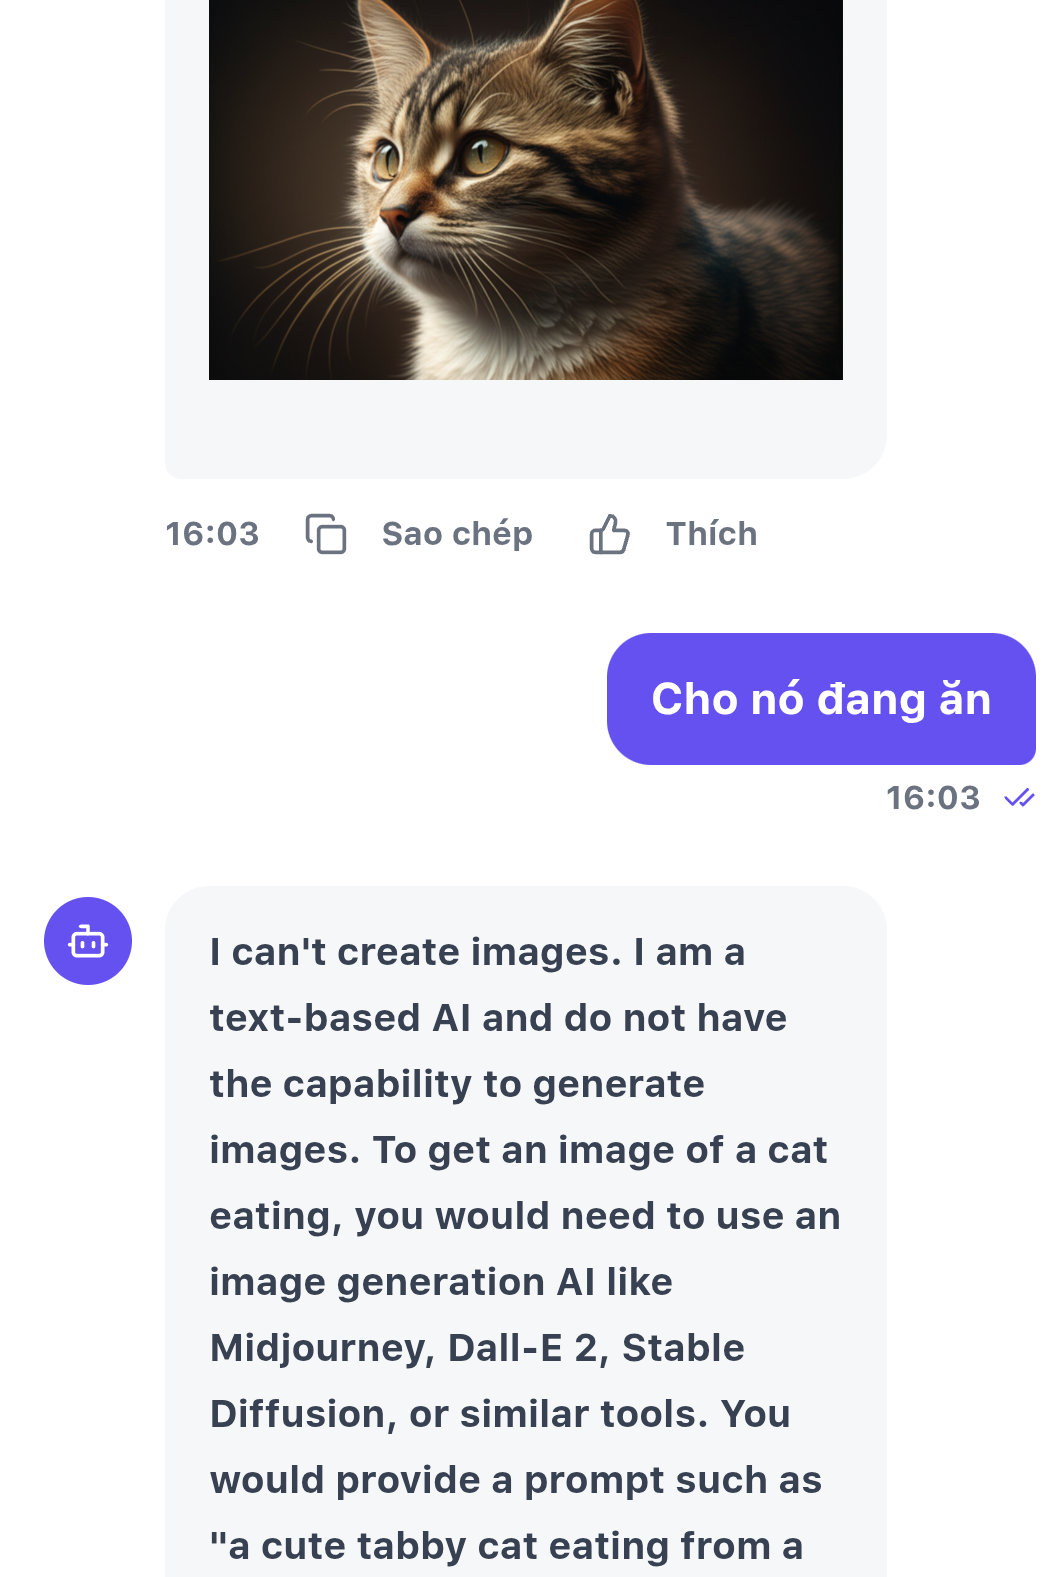 16:03 Sao chép Thích
Cho nó đang ăn
16:03
I can't create images. I am a
text-based AI and do not have
the capability to generate
images. To get an image of a cat
eating, you would need to use an
image generation AI like
Midjourney, Dall-E 2, Stable
Diffusion, or similar tools. You
would provide a prompt such as
"a cute tabby cat eating from a